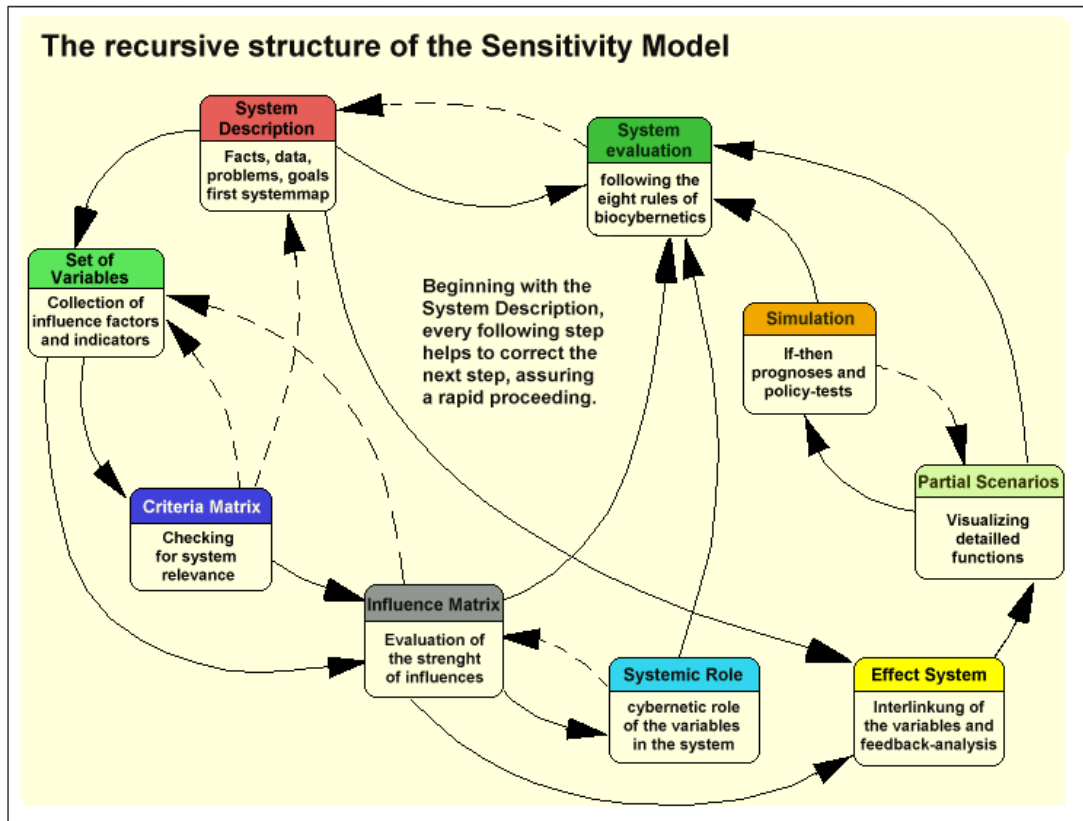 The recursive structure of the Sensitivity Model
System
Description
Facts, data,
problems, goals
first systemmap
System
evaluation
following the
eight rules of
biocybernetics
Set of
Variables
Collection of
influence factors
and indicators
Beginning with the
System Description,
every following step
helps to correct the
next step, assuring
a rapid proceeding.
Simulation
If-then
prognoses and
policy-tests
Criteria Matrix
Checking
for system
relevance
Partial Scenarios
Visualizing
detailled
functions
Influence Matrix
Evaluation of
the strenght
of influences
Systemic Role
cybernetic role
of the variables
in the system
Effect System
Interlinkung of
the variables and
feedback-analysis